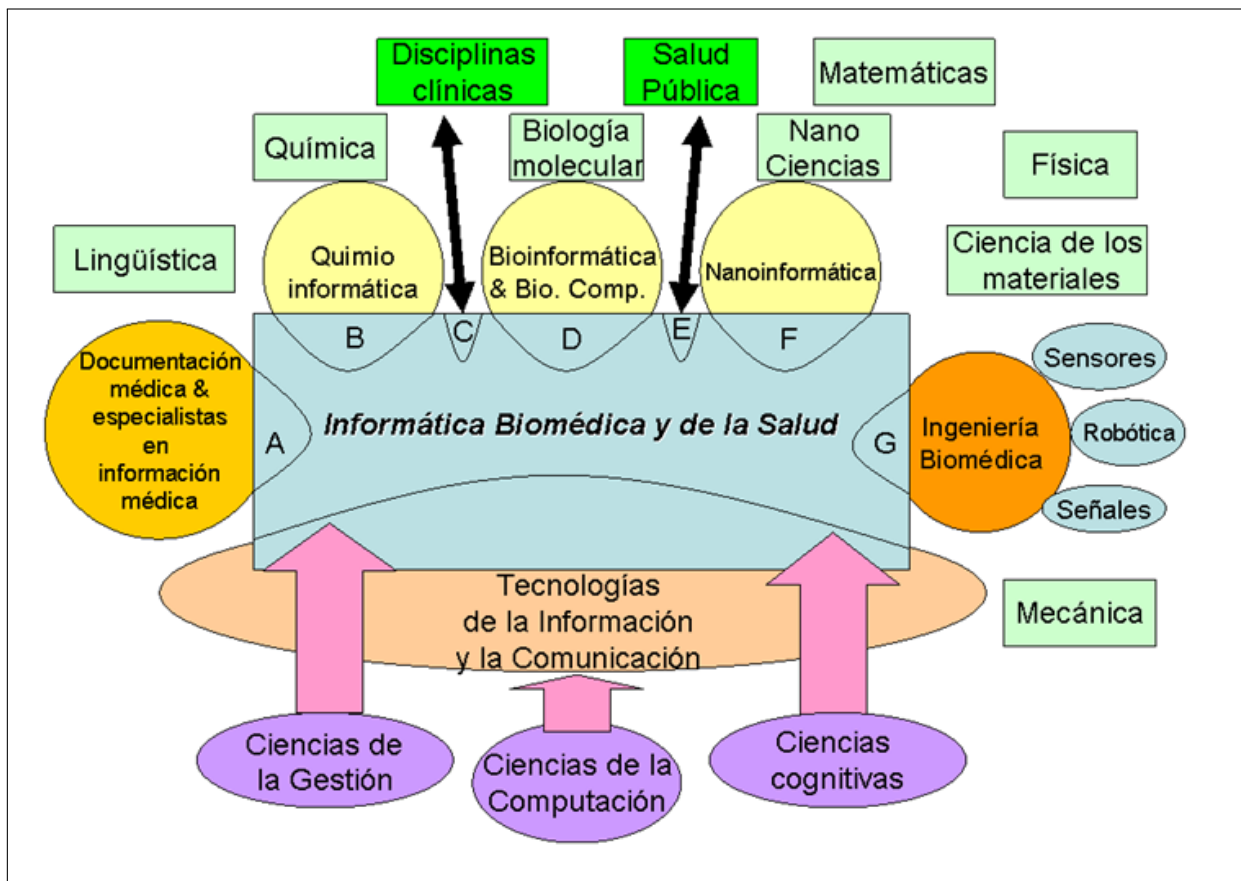 Disciplinas
clínicas
Salud
Pública
Matemáticas
Química
Biología
molecular
Nano
Ciencias
Física
Lingüística
Quimio
informática
Bioinformática
& Bio. Comp.
Nanoinformática
Ciencia de los
materiales
B
C
D
E
F
Documentación
médica &
especialistas
en
información
médica
A
Informática Biomédica y de la Salud
G
Ingeniería
Biomédica
Sensores
Robótica
Señales
Tecnologías
de la Información
y la Comunicación
Mecánica
Ciencias de
la Gestión
Ciencias de la
Computación
Ciencias
cognitivas